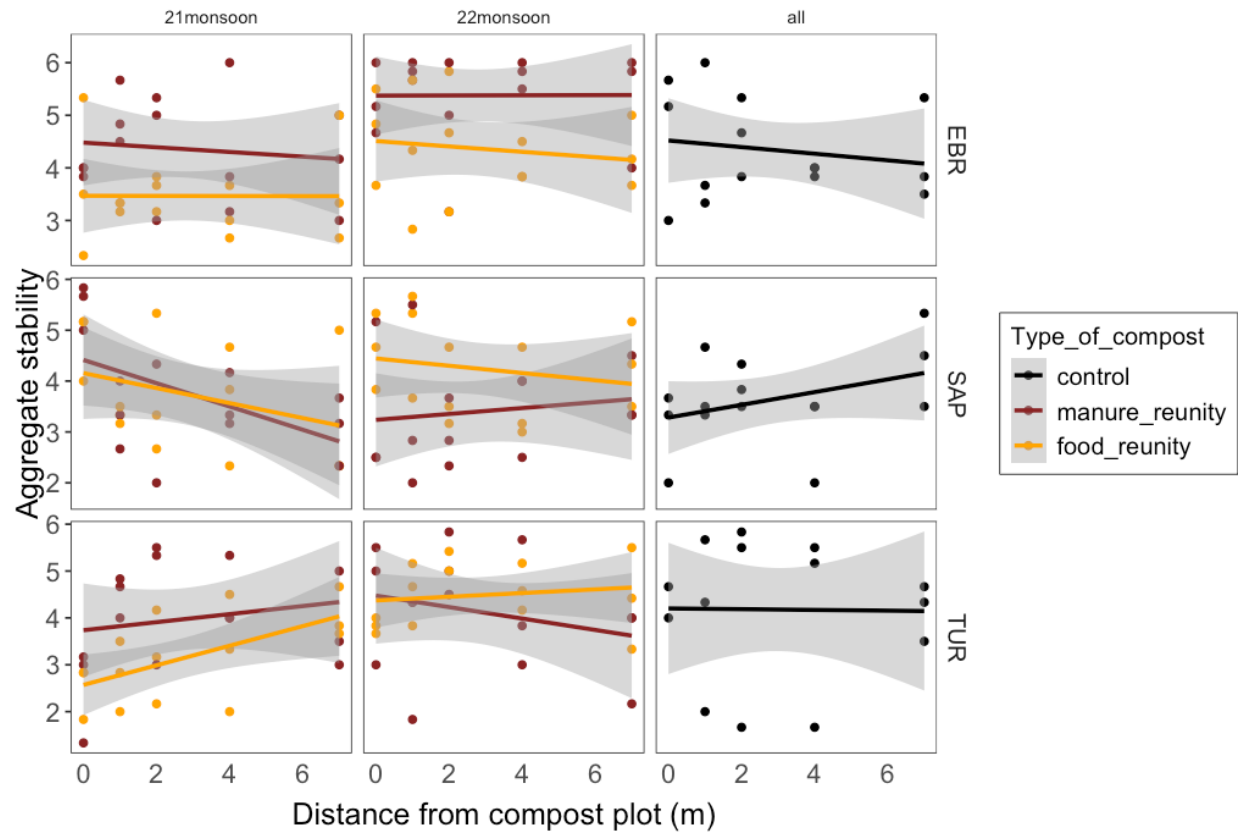 21monsoon
22monsoon
all
6
5
4
3
EBR
6
5
4
3
2
SAP
6
5
4
3
2
TUR
0
2
4
6
0
2
4
6
0
2
4
6
Aggregate stability
Distance from compost plot (m)
Type_of_compost
control
manure_reunity
food_reunity